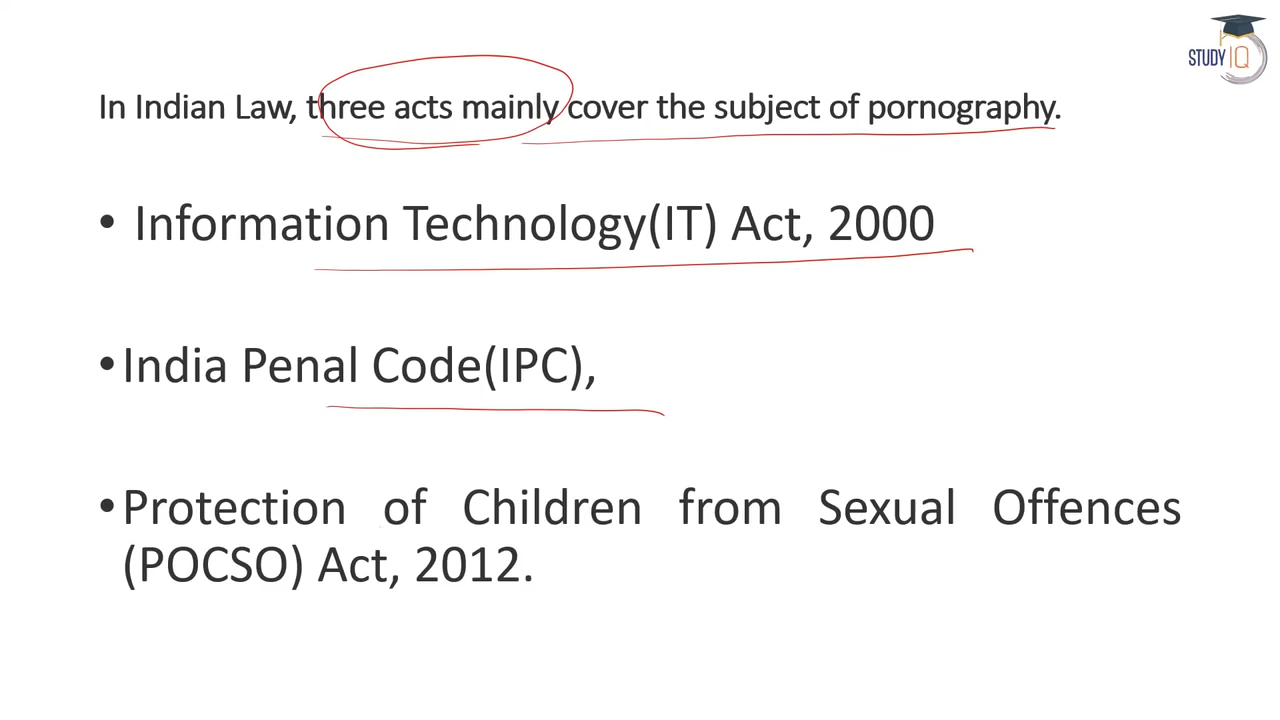 STUDY IQ
In Indian Law, three acts mainly cover the subject of pornography.
• Information Technology(IT) Act, 2000
•India Penal Code(IPC),
•Protection of Children from Sexual Offences
(POCSO) Act, 2012.